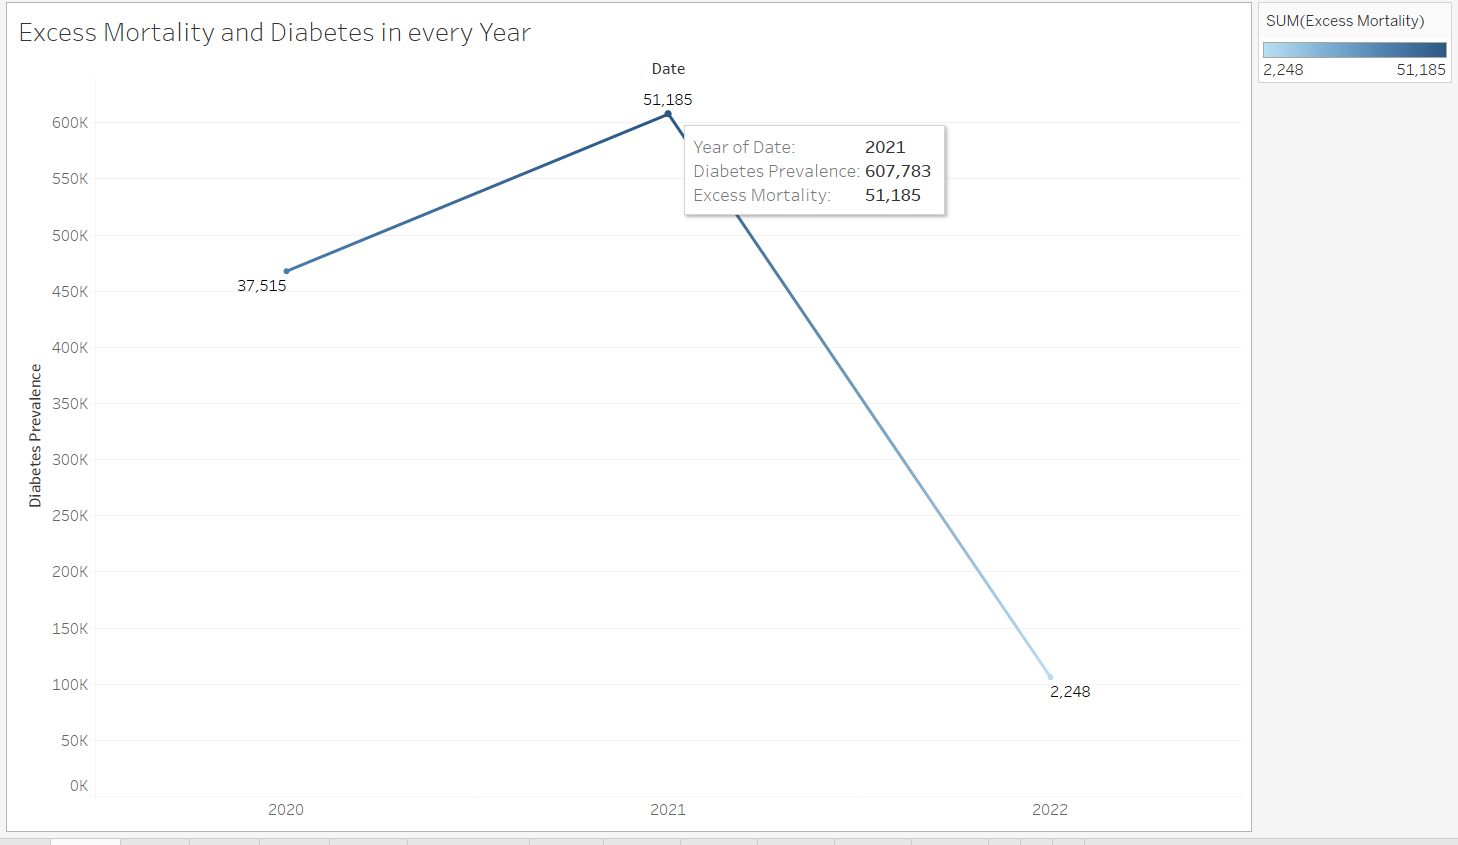 Excess Mortality and Diabetes in every Year
SUM(Excess Mortality)
2,248 51,185
Date
51,185
Year of Date: 2021
Diabetes Prevalence: 607,783
Excess Mortality: 51,185
37,515
2,248
Diabetes Prevalence
600K
550K
500K
450K
400K
350K
300K
250K
200K
150K
100K
50K
0K
2020 2021 2022